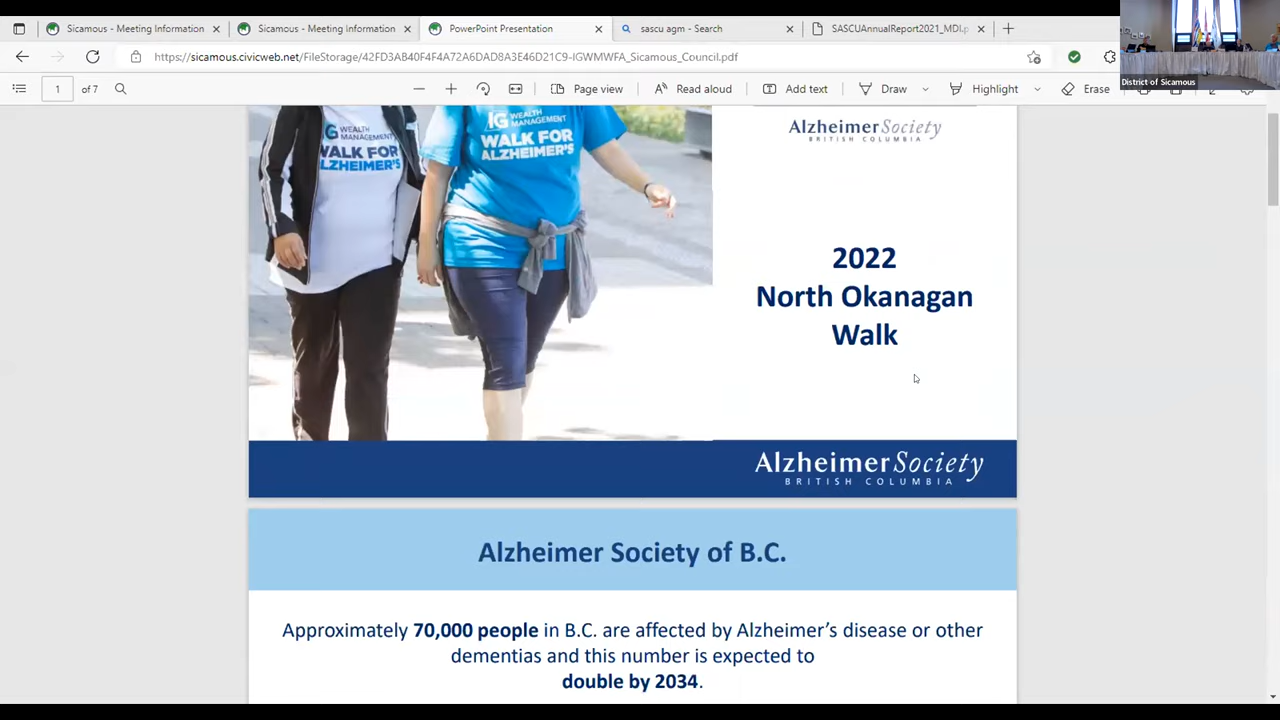 Sicamous - Meeting Information
Sicamous - Meeting Information
PowerPoint Presentation
sascu agm - Search
SASCUAnnualReport2021_MDI.p
https://sicamous.civicweb.net/FileStorage/42FD3AB40F4F4A72A6DAD8A3E46D21C9-IGWMWFA_Sicamous_Council.pdf
1 of 7
Page view
Read aloud
Add text
Draw
Highlight
Erase
District of Sicamous
IG WEALTH MANAGEMENT
WALK FOR
ALZHEIMER'S
IG WEALTH MANAGEMENT
WALK FOR
ALZHEIMER'S
Alzheimer Society
BRITISH COLUMBIA
2022
North Okanagan
Walk
Alzheimer Society
BRITISH COLUMBIA
Alzheimer Society of B.C.
Approximately 70,000 people in B.C. are affected by Alzheimer's disease or other
dementias and this number is expected to
double by 2034.